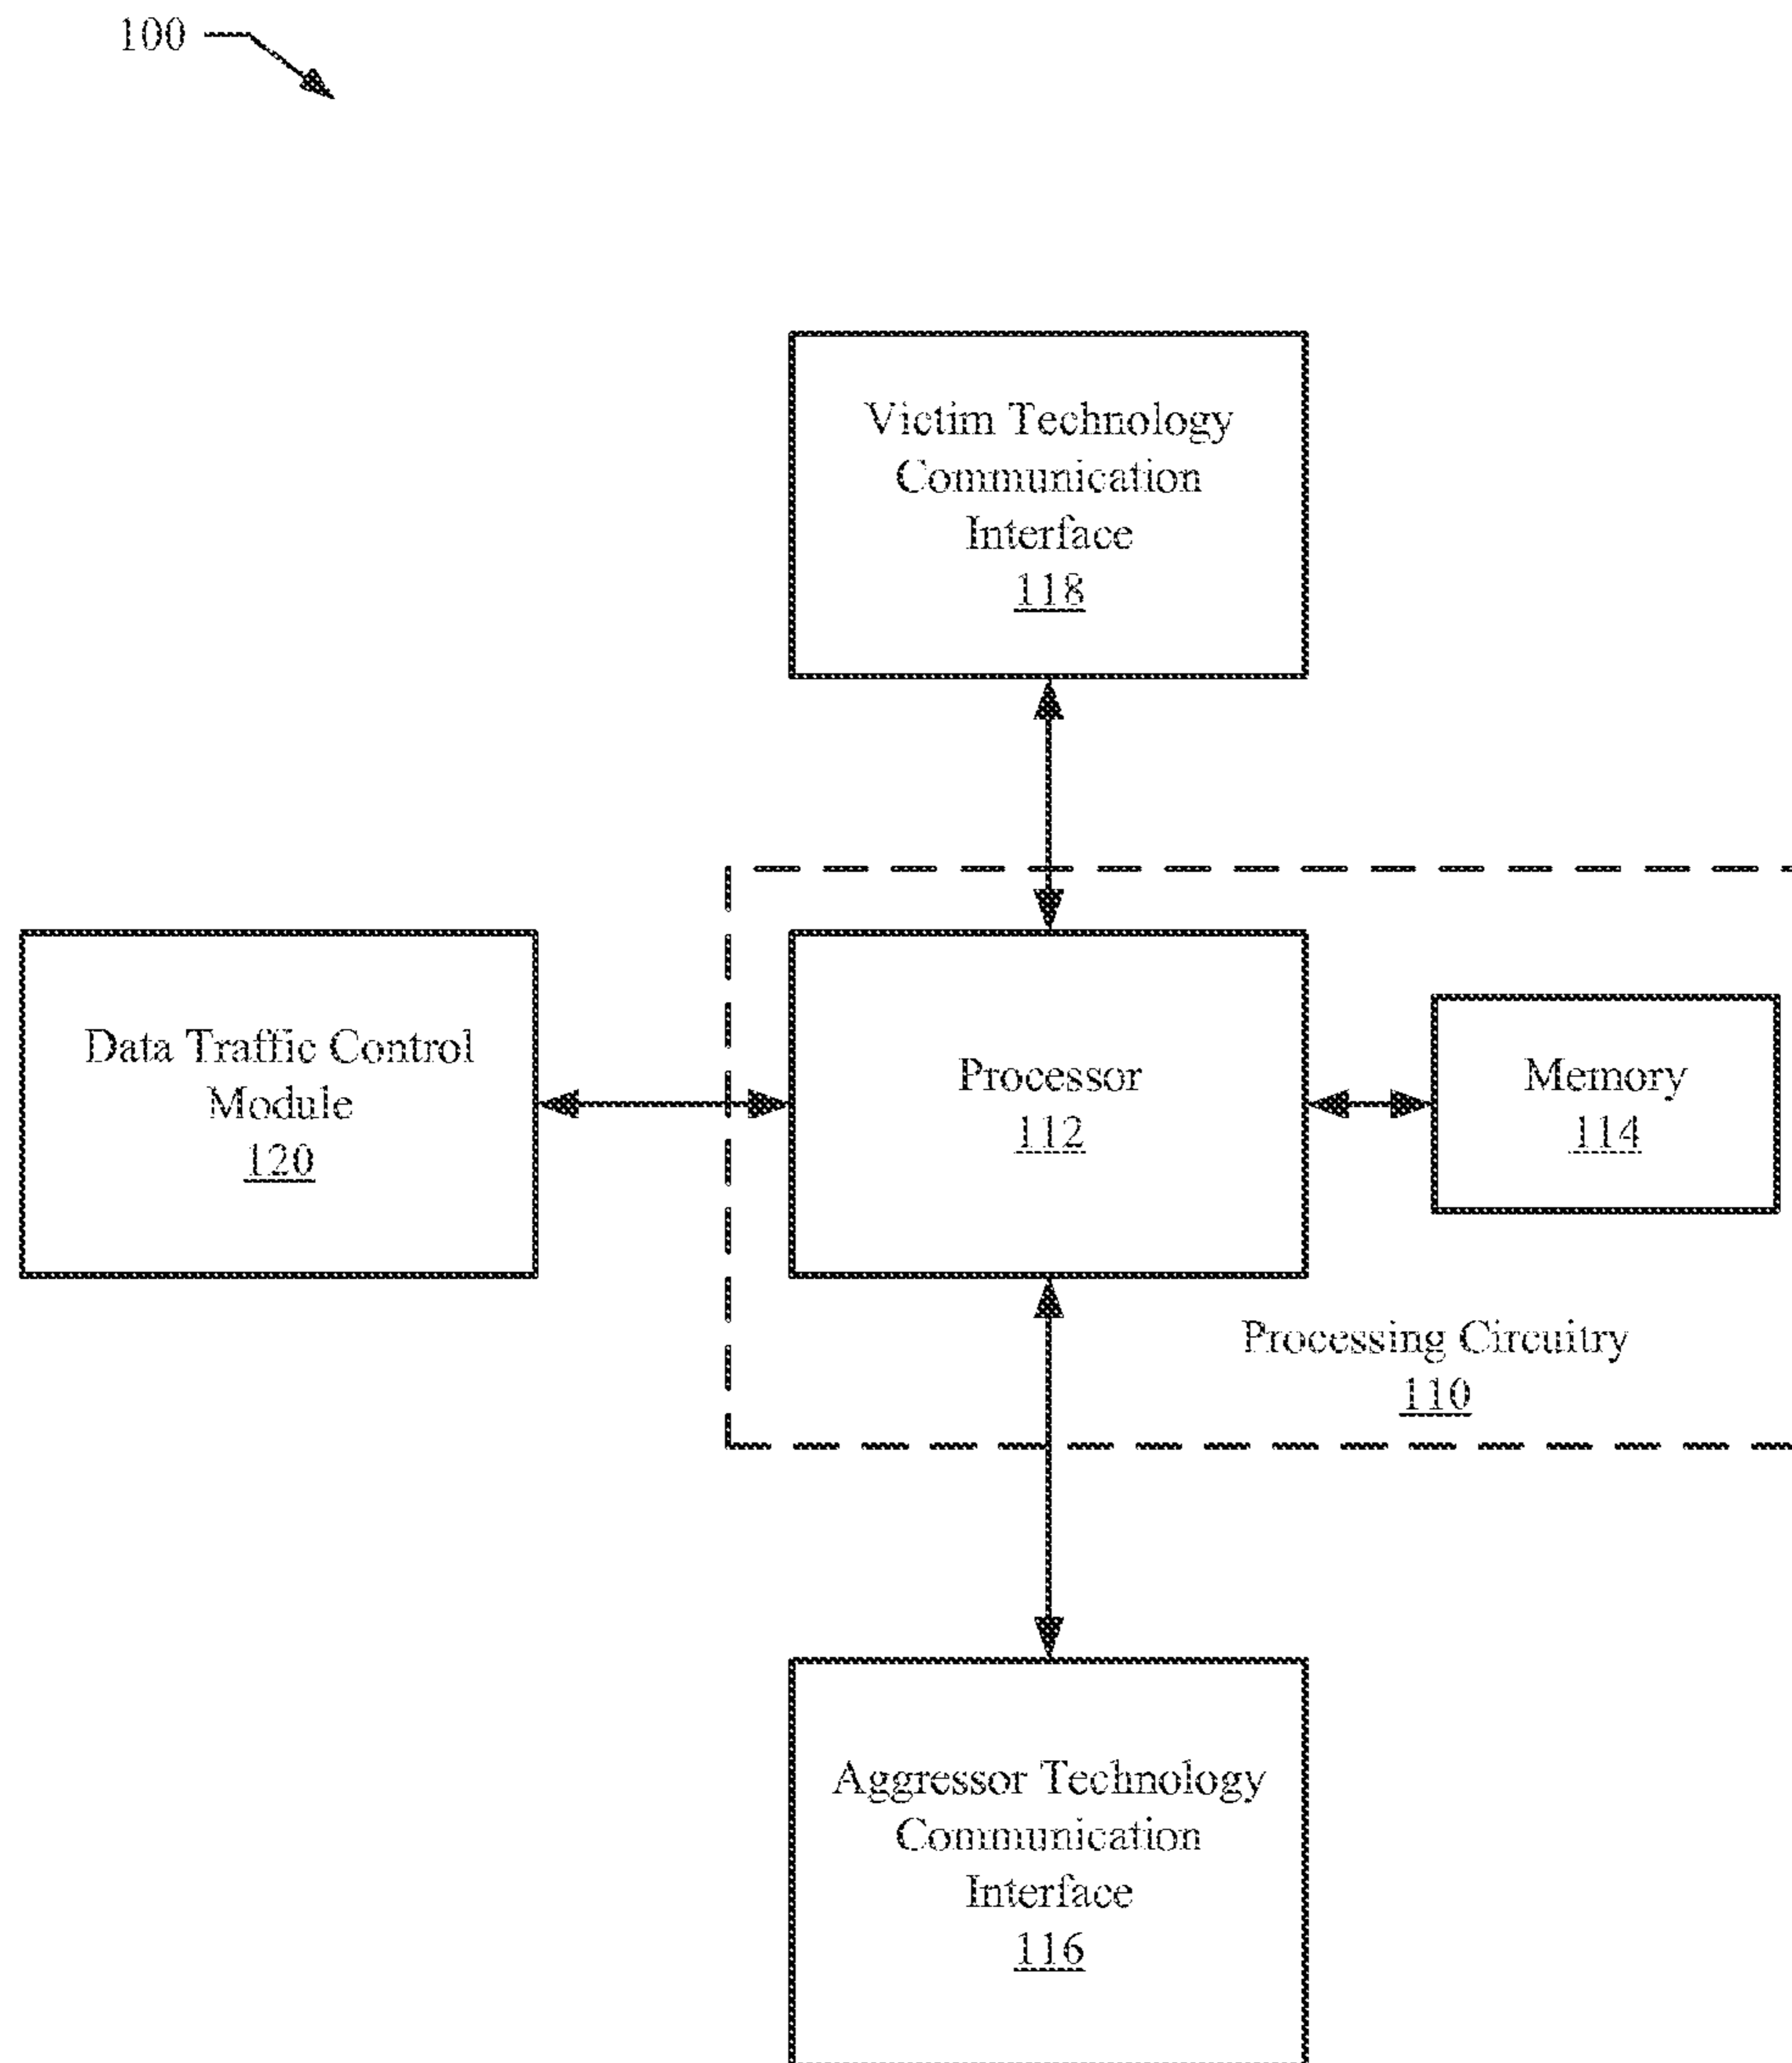 100
Victim Technology
Communication
Interface
118
Data Traffic Control
Module
120
Processor
112
Memory
114
Processing Circuitry
110
Aggressor Technology
Communication
Interface
116